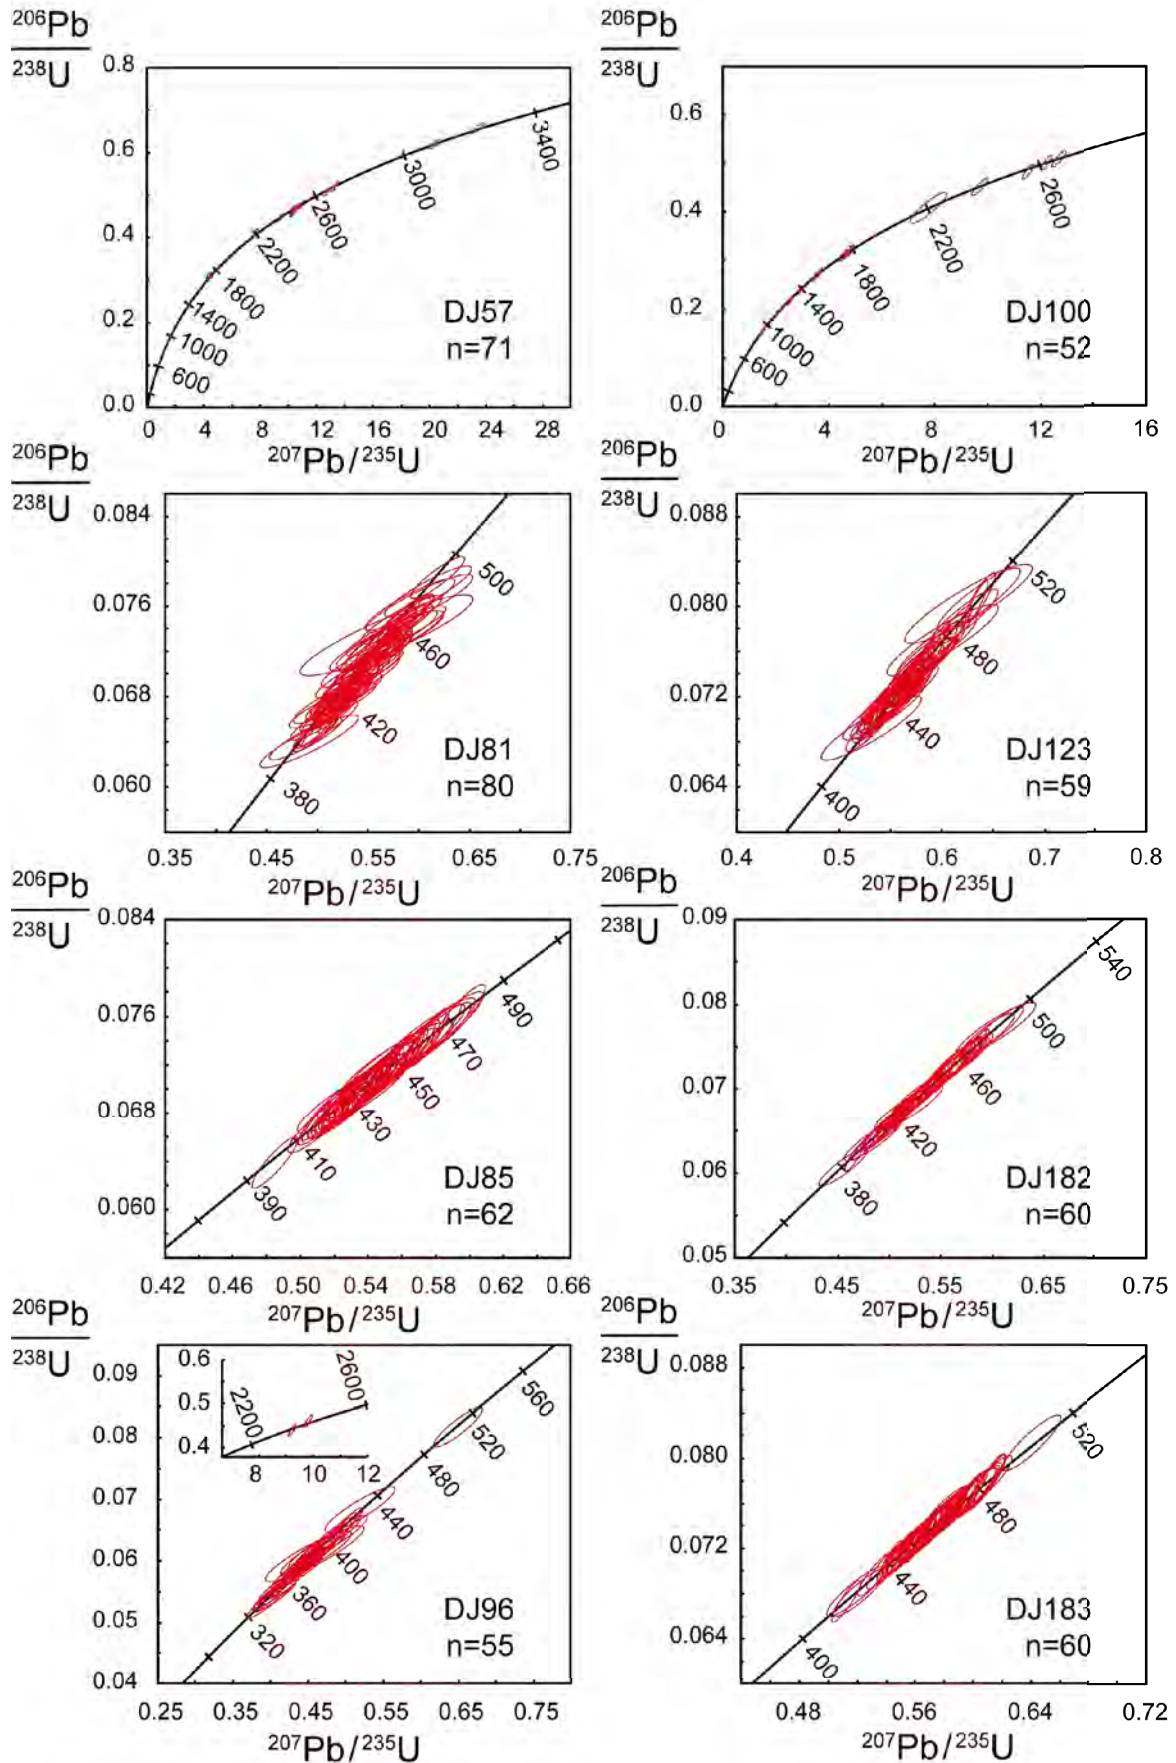 ²⁰⁶Pb
²³⁸U
0.8
0.6
0.4
0.2
0.0
600
1000
1400
1800
2200
2600
3000
3400
DJ57
n=71
0 4 8 12 16 20 24 28
²⁰⁷Pb/²³⁵U
²⁰⁶Pb
²³⁸U
0.6
0.4
0.2
0.0
600
1000
1400
1800
2200
2600
DJ100
n=52
0 4 8 12 16
²⁰⁷Pb/²³⁵U
²⁰⁶Pb
²³⁸U
0.084
0.076
0.068
0.060
500
460
420
380
DJ81
n=80
0.35 0.45 0.55 0.65 0.75
²⁰⁷Pb/²³⁵U
²⁰⁶Pb
²³⁸U
0.088
0.080
0.072
0.064
520
480
440
400
DJ123
n=59
0.4 0.5 0.6 0.7 0.8
²⁰⁷Pb/²³⁵U
²⁰⁶Pb
²³⁸U
0.084
0.076
0.068
0.060
490
470
450
430
410
390
DJ85
n=62
0.42 0.46 0.50 0.54 0.58 0.62 0.66
²⁰⁷Pb/²³⁵U
²⁰⁶Pb
²³⁸U
0.09
0.08
0.07
0.06
0.05
540
500
460
420
380
DJ182
n=60
0.35 0.45 0.55 0.65 0.75
²⁰⁷Pb/²³⁵U
²⁰⁶Pb
²³⁸U
0.09
0.08
0.07
0.06
0.05
0.04
0.6
0.5
0.4
2200
2600
8 10 12
560
520
480
440
400
360
320
DJ96
n=55
0.25 0.35 0.45 0.55 0.65 0.75
²⁰⁷Pb/²³⁵U
²⁰⁶Pb
²³⁸U
0.088
0.080
0.072
0.064
520
480
440
400
DJ183
n=60
0.48 0.56 0.64 0.72
²⁰⁷Pb/²³⁵U